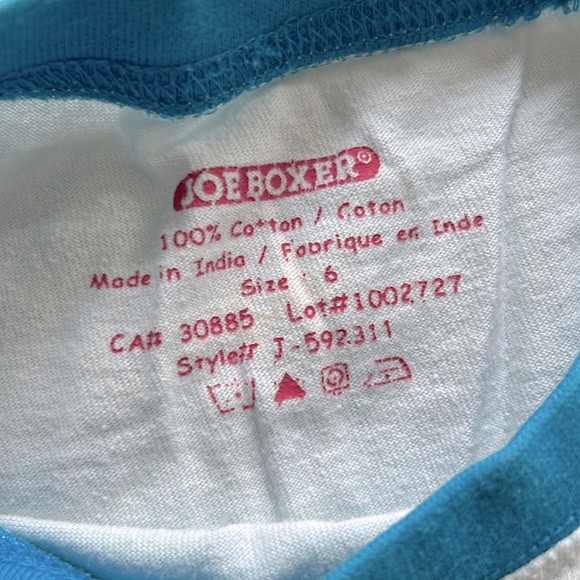 JOE BOXER®
100% Cotton / Coton
Made in India / Fabrique en Inde
Size : 6
CA# 30885 Lot#1002727
Style# J-592311